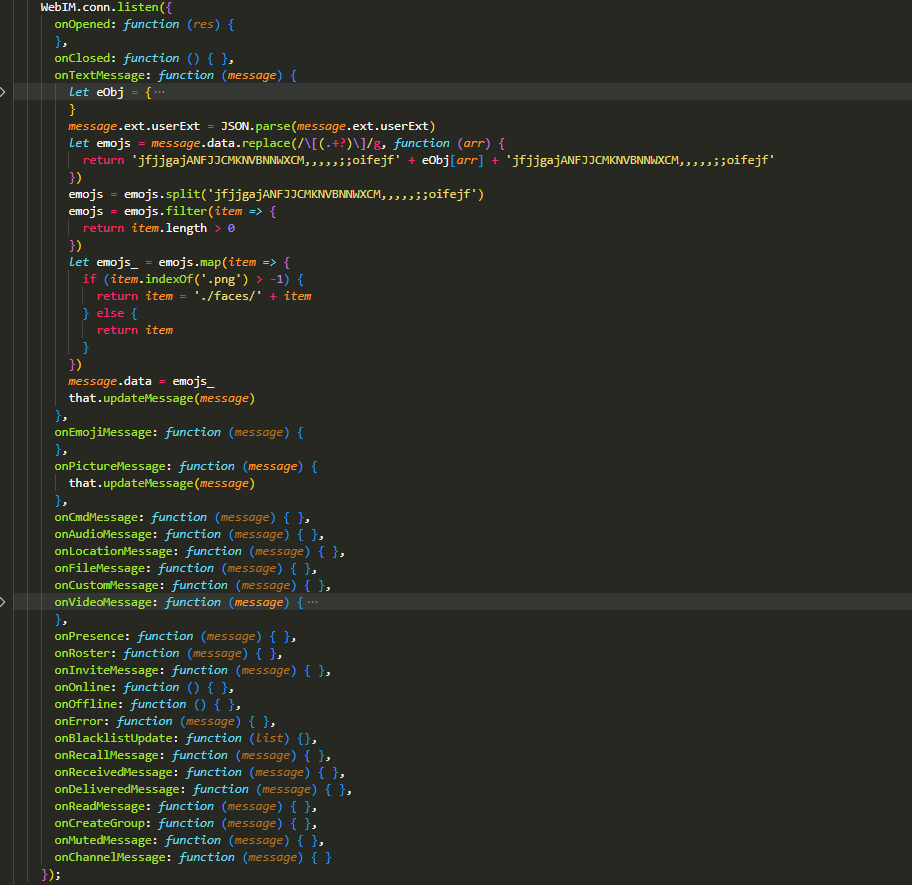 WebIM.conn.listen({
onOpened: function (res) {
},
onClosed: function () { },
onTextMessage: function (message) {
let eObj = {…
}
message.ext.userExt = JSON.parse(message.ext.userExt)
let emojs = message.data.replace(/\[(.+?)\]/g, function (arr) {
return 'jfjjgajANFJJCMKNVBNNWXCM,,,,,;;oifejf' + eObj[arr] + 'jfjjgajANFJJCMKNVBNNWXCM,,,,,;;oifejf'
})
emojs = emojs.split('jfjjgajANFJJCMKNVBNNWXCM,,,,,;;oifejf')
emojs = emojs.filter(item => {
return item.length > 0
})
let emojs_ = emojs.map(item => {
if (item.indexOf('.png') > -1) {
return item = './faces/' + item
} else {
return item
}
})
message.data = emojs_
that.updateMessage(message)
},
onEmojiMessage: function (message) {
},
onPictureMessage: function (message) {
that.updateMessage(message)
},
onCmdMessage: function (message) { },
onAudioMessage: function (message) { },
onLocationMessage: function (message) { },
onFileMessage: function (message) { },
onCustomMessage: function (message) { },
onVideoMessage: function (message) {…
},
onPresence: function (message) { },
onRoster: function (message) { },
onInviteMessage: function (message) { },
onOnline: function () { },
onOffline: function () { },
onError: function (message) { },
onBlacklistUpdate: function (list) {},
onRecallMessage: function (message) { },
onReceivedMessage: function (message) { },
onDeliveredMessage: function (message) { },
onReadMessage: function (message) { },
onCreateGroup: function (message) { },
onMutedMessage: function (message) { },
onChannelMessage: function (message) { }
});